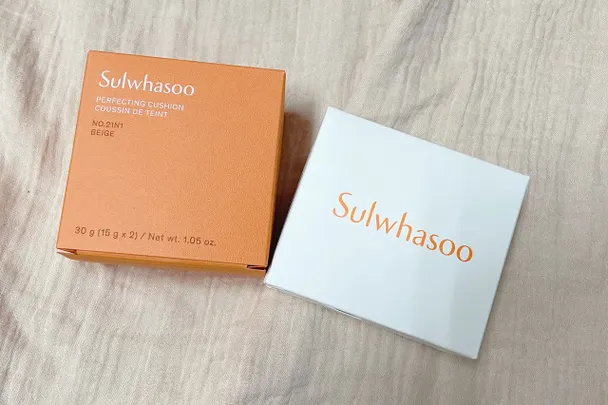 Sulwhasoo
PERFECTING CUSHION
COUSSIN DE TEINT
NO.21N1
BEIGE
30 g (15 g x 2) / Net wt. 1.05 oz.
Sulwhasoo